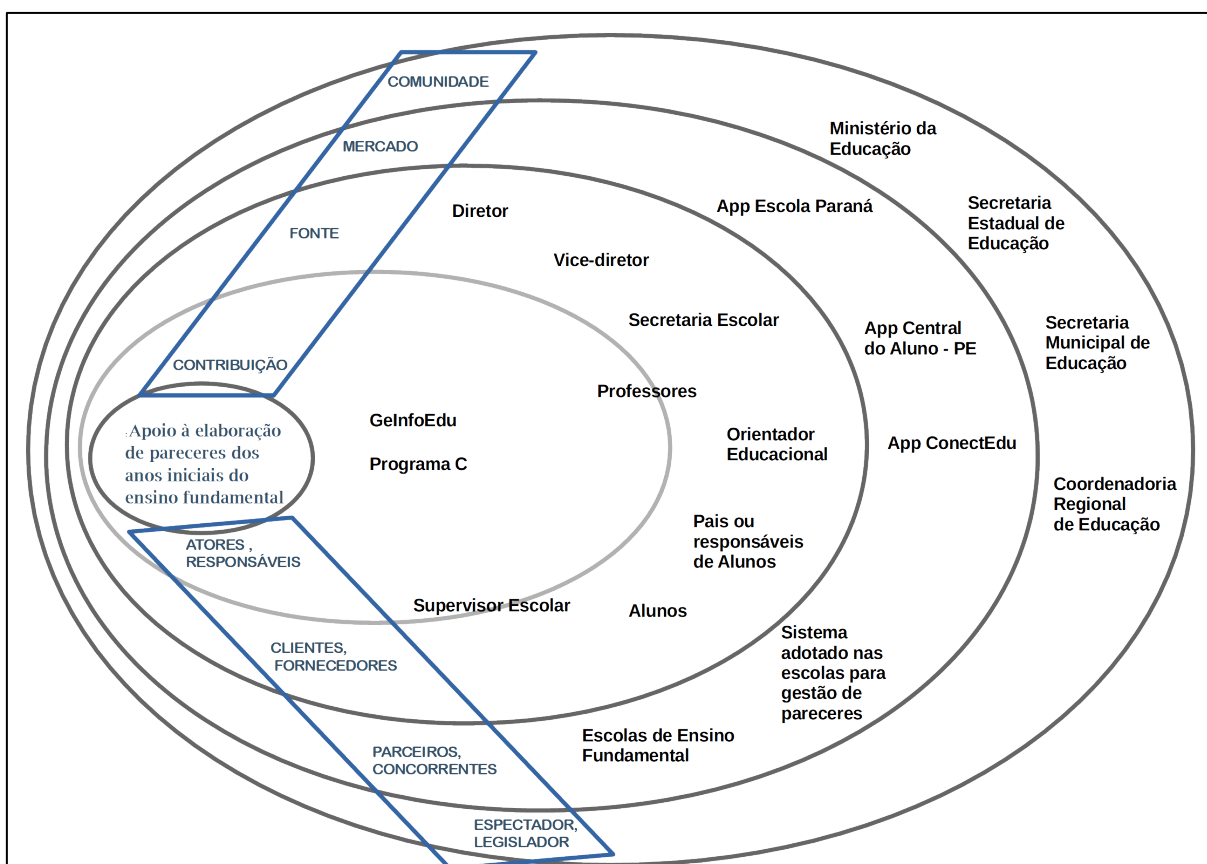 COMUNIDADE
MERCADO
FONTE
CONTRIBUIÇÃO
Ministério da
Educação
Secretaria
Estadual de
Educação
Secretaria
Municipal de
Educação
Coordenadoria
Regional
de Educação
App Escola Paraná
App Central
do Aluno - PE
App ConectEdu
Sistema
adotado nas
escolas para
gestão de
pareceres
Escolas de Ensino
Fundamental
Diretor
Vice-diretor
Secretaria Escolar
Professores
Orientador
Educacional
Pais ou
responsáveis
de Alunos
Alunos
Supervisor Escolar
GeInfoEdu
Programa C
:Apoio à elaboração
de pareceres dos
anos iniciais do
ensino fundamental
ATORES ,
RESPONSÁVEIS
CLIENTES,
FORNECEDORES
PARCEIROS,
CONCORRENTES
ESPECTADOR,
LEGISLADOR